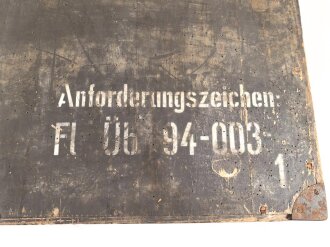 Anforderungszeichen:
Fl Üb 94-003-
1